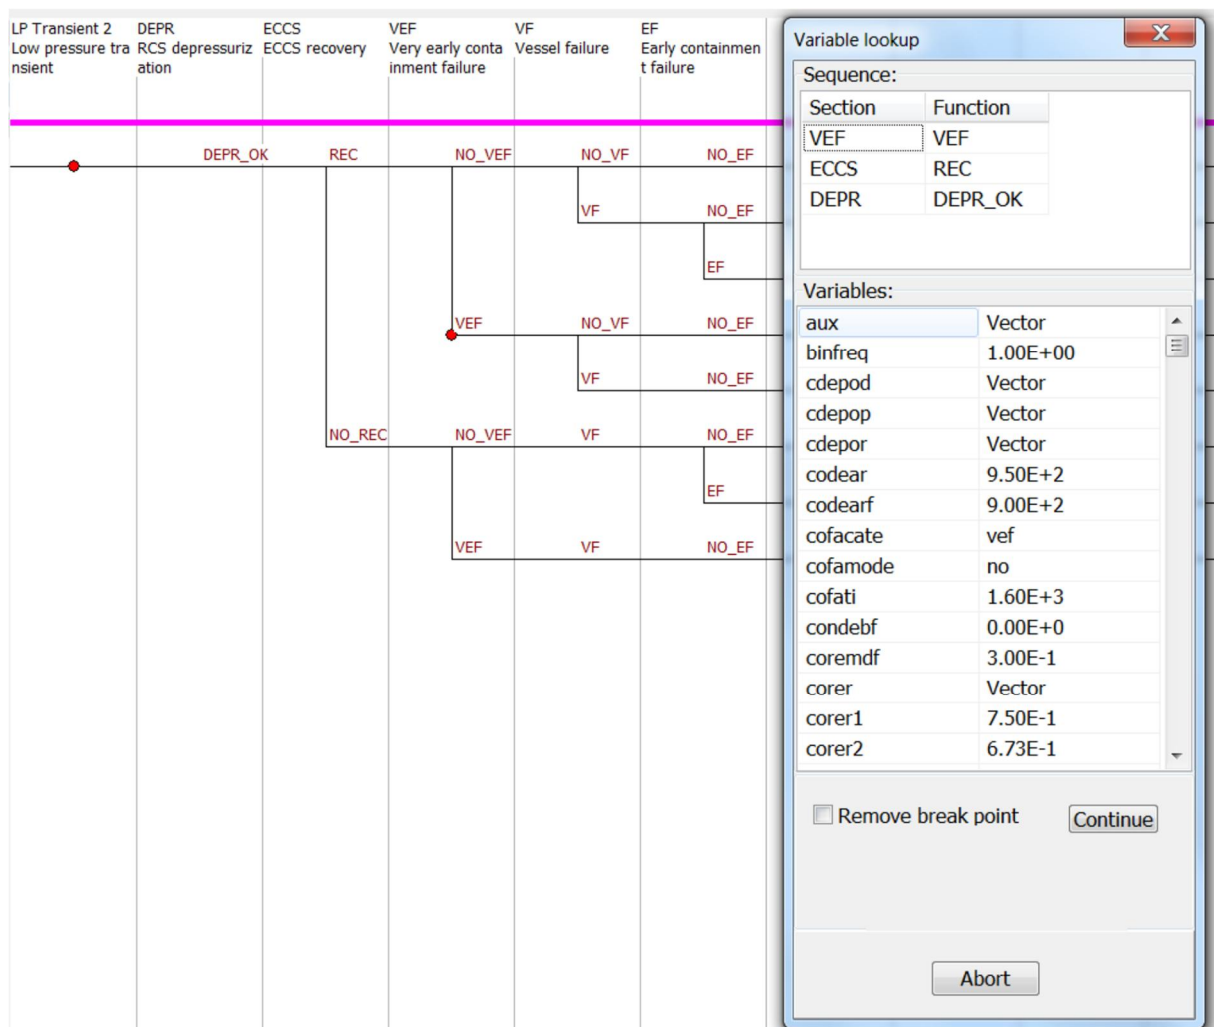 LP Transient 2 DEPR ECCS VEF VF EF
Low pressure tra RCS depressuriz ECCS recovery Very early conta Vessel failure Early containmen
nsient ation inment failure t failure
DEPR_OK REC NO_VEF NO_VF NO_EF
VF NO_EF
EF
VEF NO_VF NO_EF
VF NO_EF
NO_REC NO_VEF VF NO_EF
EF
VEF VF NO_EF
Variable lookup
X
Sequence:
Section Function
VEF VEF
ECCS REC
DEPR DEPR_OK
Variables:
aux Vector
binfreq 1.00E+00
cdepod Vector
cdepop Vector
cdepor Vector
codear 9.50E+2
codearf 9.00E+2
cofacate vef
cofamode no
cofati 1.60E+3
condebf 0.00E+0
coremdf 3.00E-1
corer Vector
corer1 7.50E-1
corer2 6.73E-1
Remove break point Continue
Abort